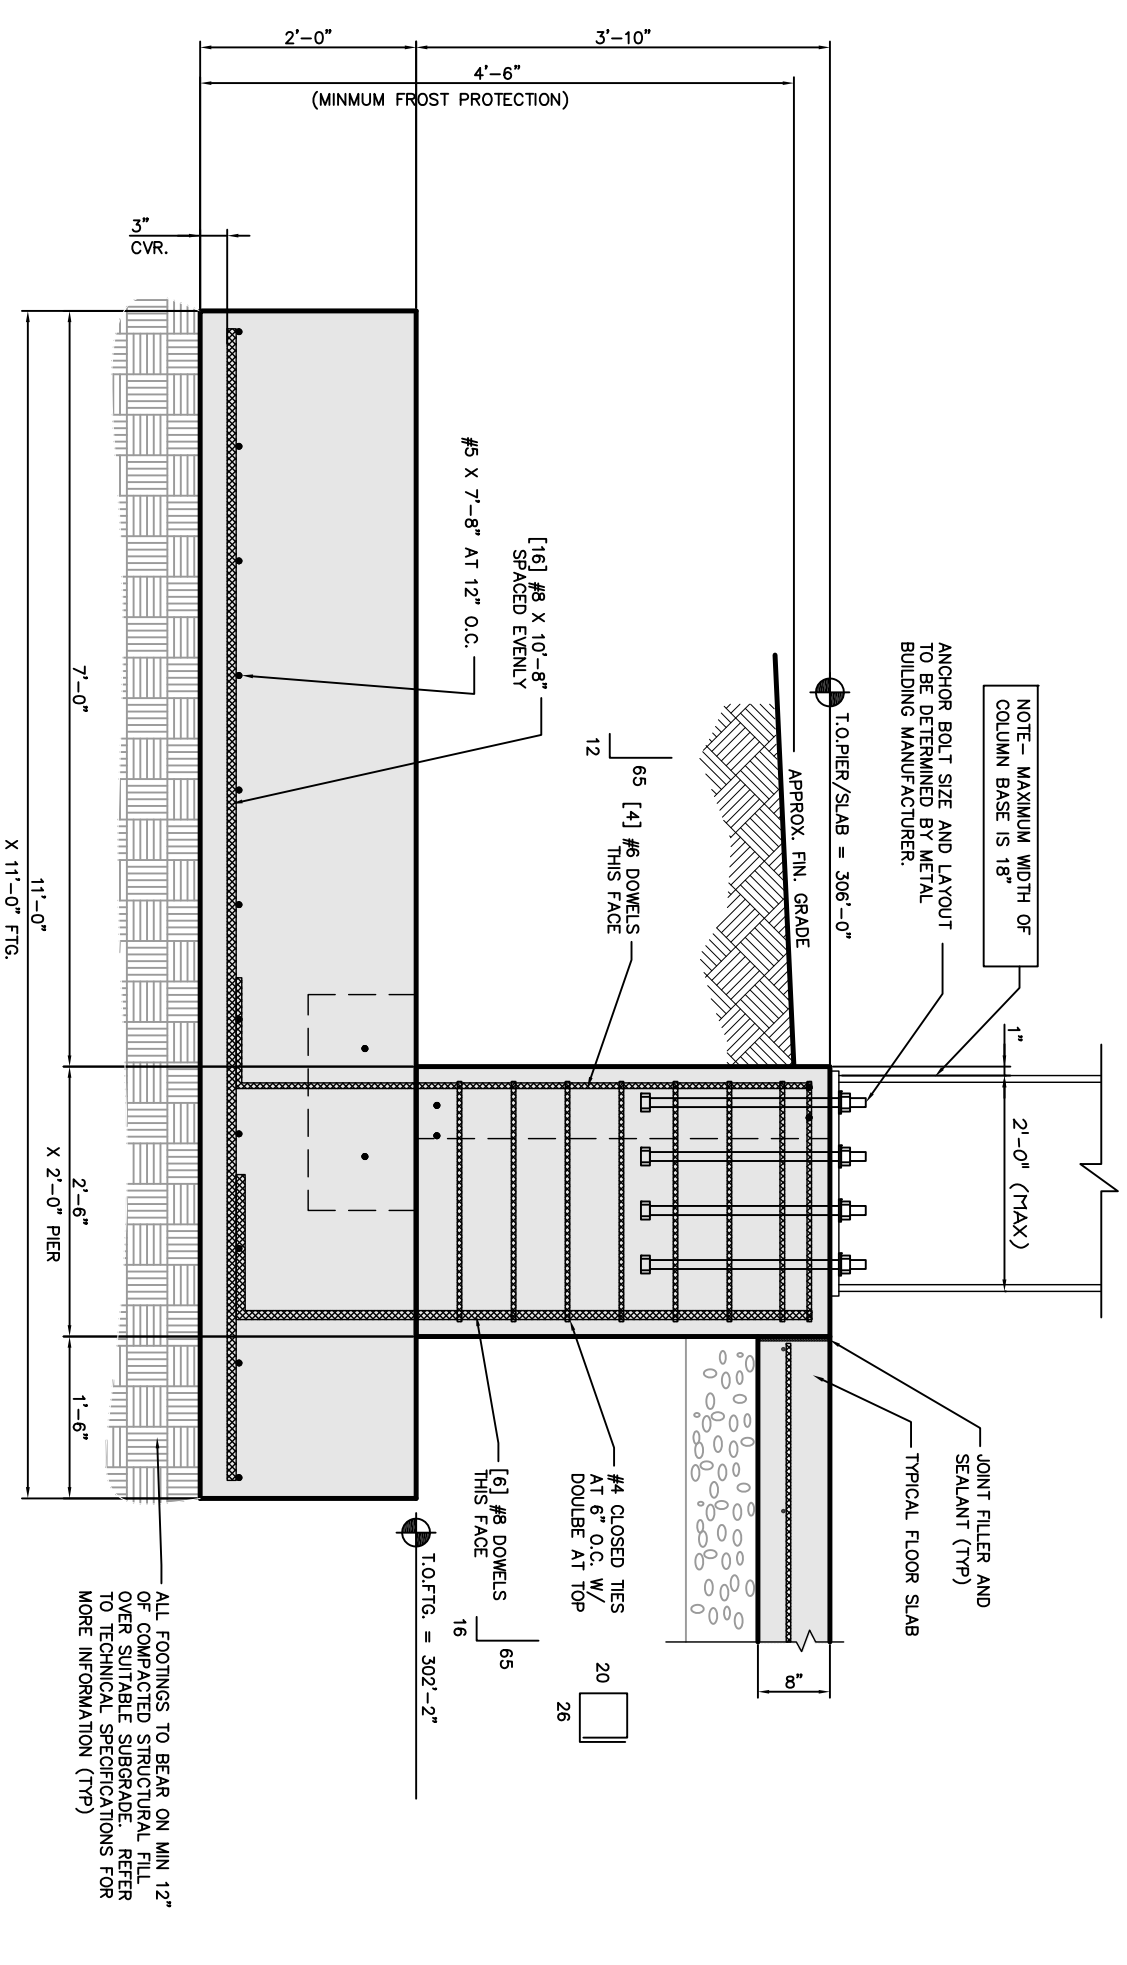 NOTE- MAXIMUM WIDTH OF
COLUMN BASE IS 18"
1"
2'-0" (MAX)
ANCHOR BOLT SIZE AND LAYOUT
TO BE DETERMINED BY METAL
BUILDING MANUFACTURER.
JOINT FILLER AND
SEALANT (TYP)
TYPICAL FLOOR SLAB
T.O.PIER/SLAB = 306'-0"
APPROX. FIN. GRADE
8"
3'-10"
4'-6"
(MINMUM FROST PROTECTION)
2'-0"
65
12
[4] #6 DOWELS
THIS FACE
#4 CLOSED TIES
AT 6" O.C. W/
DOULBE AT TOP
20
26
[16] #8 X 10'-8"
SPACED EVENLY
#5 X 7'-8" AT 12" O.C.
[6] #8 DOWELS
THIS FACE
65
16
T.O.FTG. = 302'-2"
3"
CVR.
ALL FOOTINGS TO BEAR ON MIN 12"
OF COMPACTED STRUCTURAL FILL
OVER SUITABLE SUBGRADE. REFER
TO TECHNICAL SPECIFICATIONS FOR
MORE INFORMATION (TYP)
7'-0"
2'-6"
X 2'-0" PIER
1'-6"
11'-0"
X 11'-0" FTG.